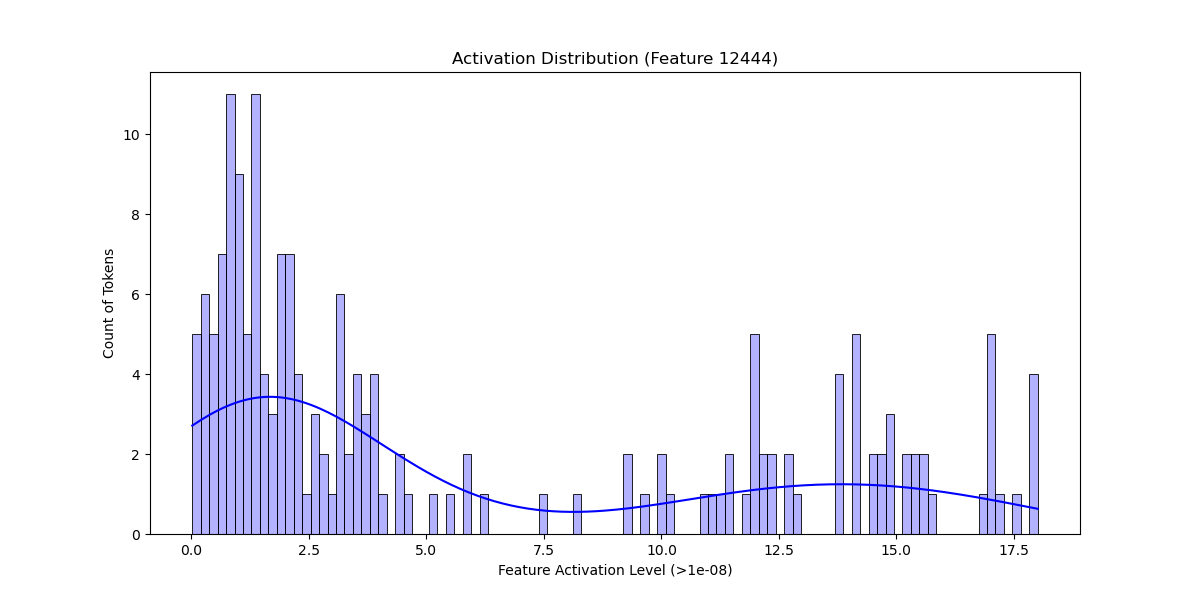 Activation Distribution (Feature 12444)
Count of Tokens
10
8
6
4
2
0
0.0 2.5 5.0 7.5 10.0 12.5 15.0 17.5
Feature Activation Level (>1e-08)